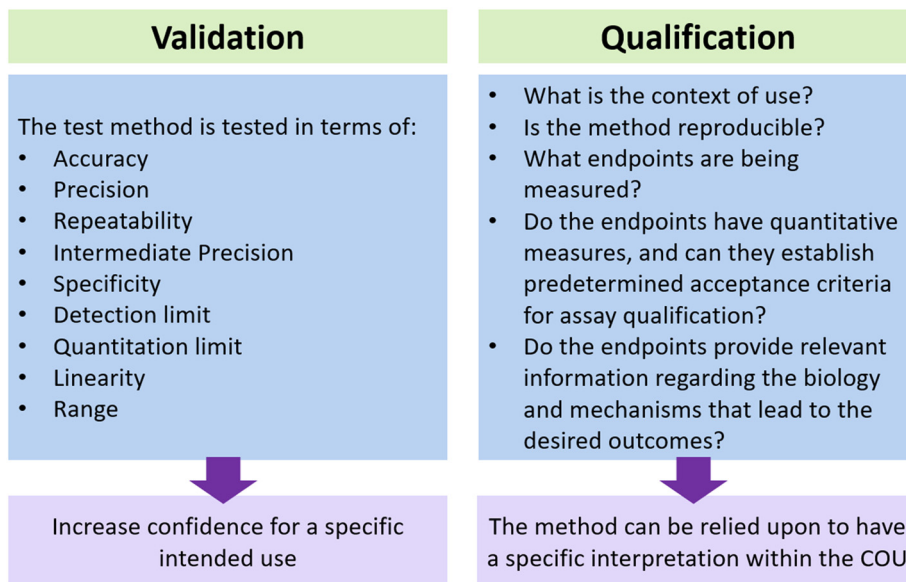 Validation
The test method is tested in terms of:
• Accuracy
• Precision
• Repeatability
• Intermediate Precision
• Specificity
• Detection limit
• Quantitation limit
• Linearity
• Range
Increase confidence for a specific
intended use
Qualification
• What is the context of use?
• Is the method reproducible?
• What endpoints are being
measured?
• Do the endpoints have quantitative
measures, and can they establish
predetermined acceptance criteria
for assay qualification?
• Do the endpoints provide relevant
information regarding the biology
and mechanisms that lead to the
desired outcomes?
The method can be relied upon to have
a specific interpretation within the COU